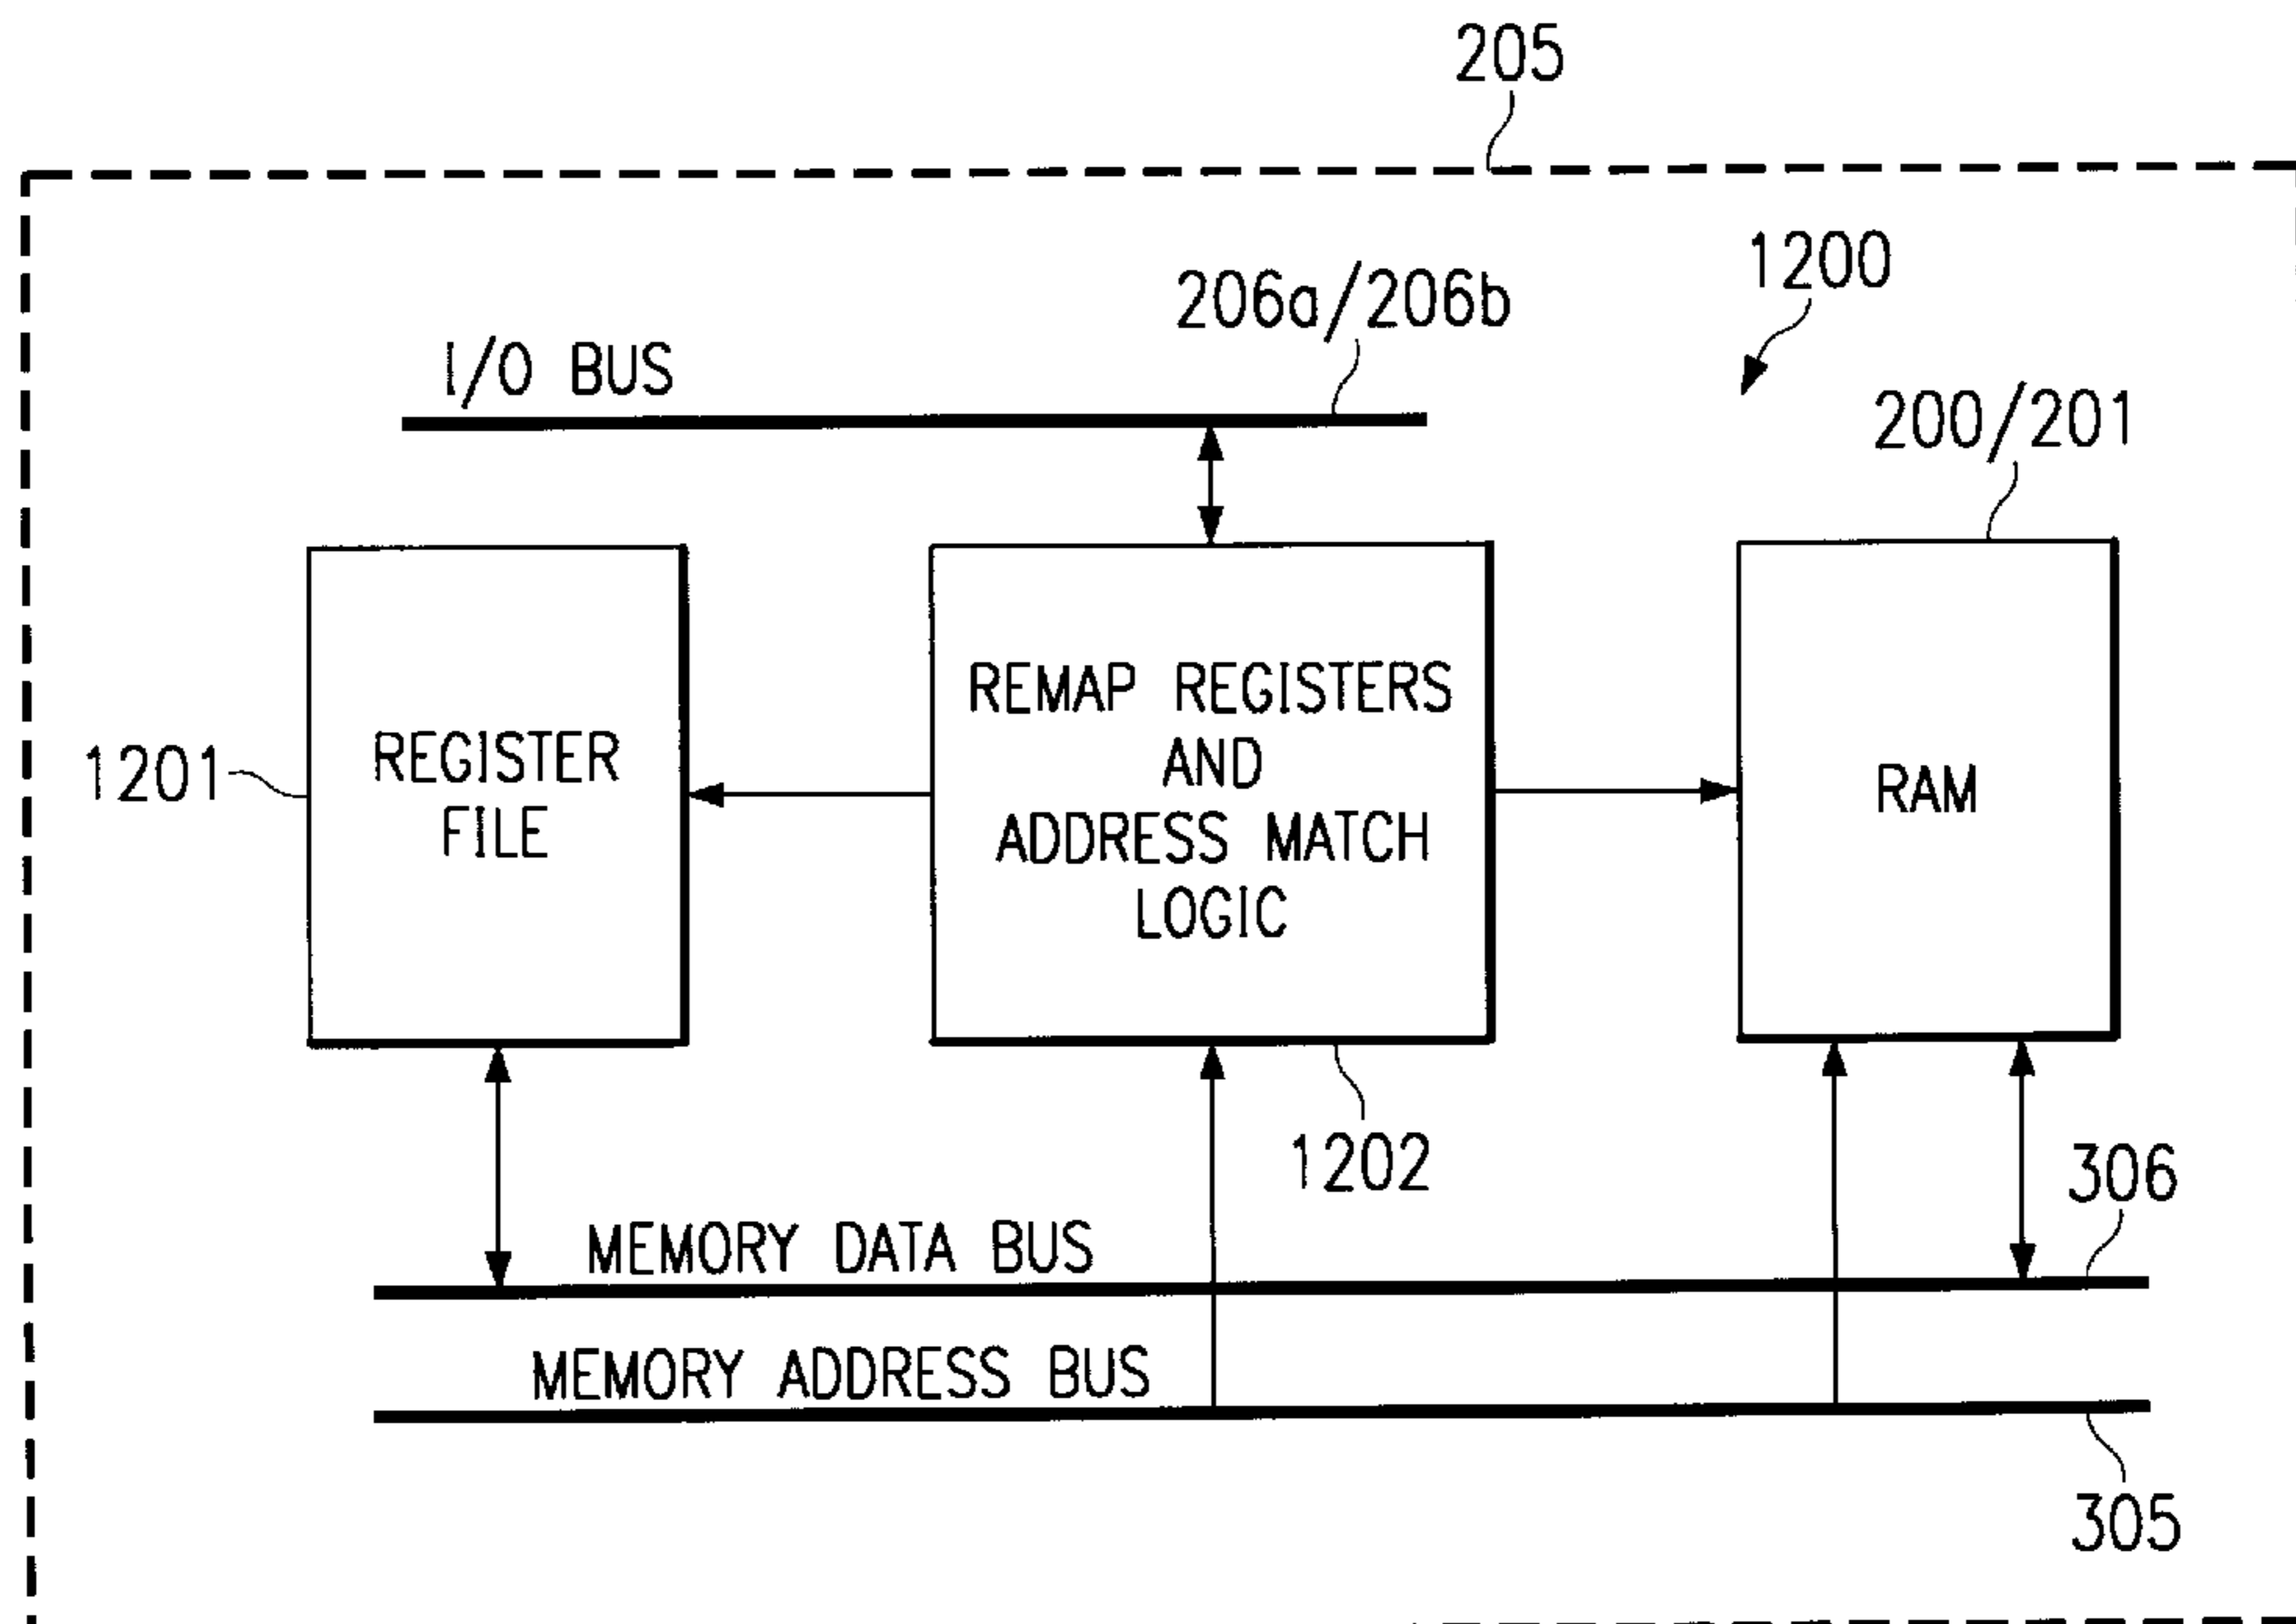 205
1200
206a/206b
I/O BUS
200/201
REMAP REGISTERS
AND
ADDRESS MATCH
LOGIC
REGISTER
FILE
RAM
1201
1202
306
MEMORY DATA BUS
MEMORY ADDRESS BUS
305